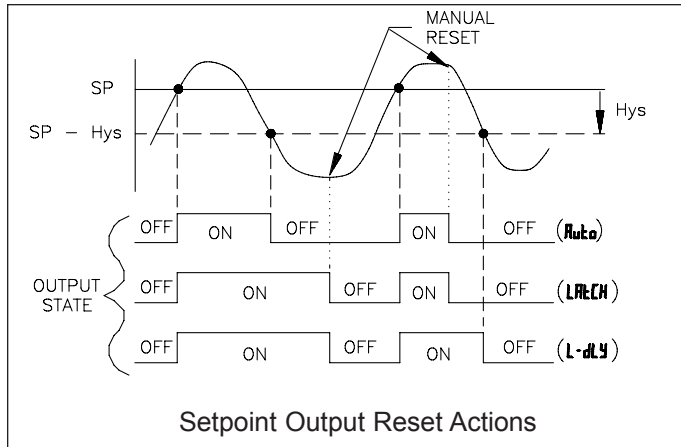 MANUAL
RESET
SP
Hys
SP - Hys
OFF ON OFF ON OFF (Auto)
OUTPUT
STATE
OFF ON OFF ON OFF (LAtCH)
OFF ON OFF ON OFF (L-dLY)
Setpoint Output Reset Actions